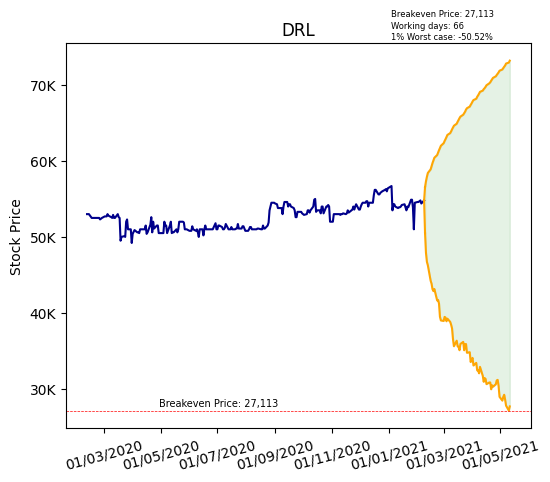 Breakeven Price: 27,113
Working days: 66
1% Worst case: -50.52%
DRL
Stock Price
70K
60K
50K
40K
30K
Breakeven Price: 27,113
01/03/2020
01/05/2020
01/07/2020
01/09/2020
01/11/2020
01/01/2021
01/03/2021
01/05/2021